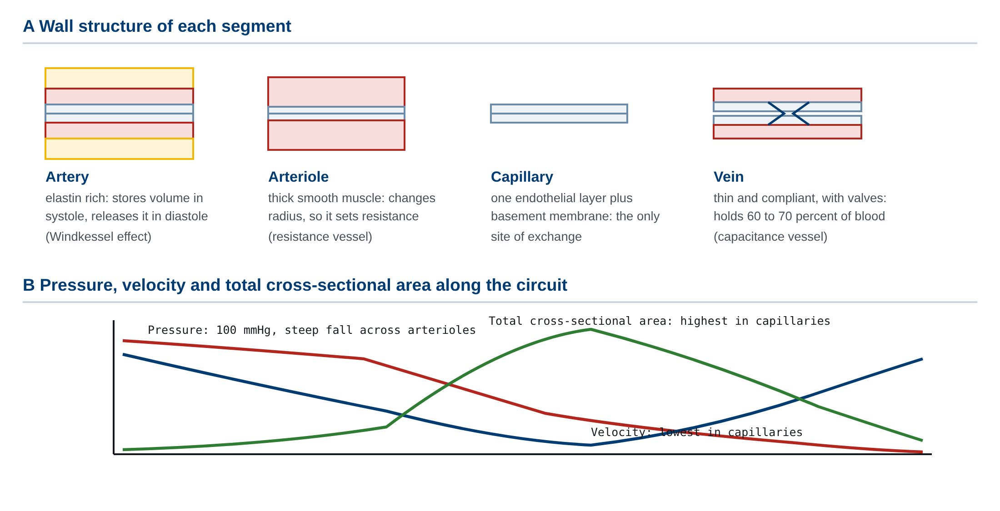 A Wall structure of each segment
Artery
elastin rich: stores volume in
systole, releases it in diastole
(Windkessel effect)
Arteriole
thick smooth muscle: changes
radius, so it sets resistance
(resistance vessel)
Capillary
one endothelial layer plus
basement membrane: the only
site of exchange
Vein
thin and compliant, with valves:
holds 60 to 70 percent of blood
(capacitance vessel)
B Pressure, velocity and total cross-sectional area along the circuit
Total cross-sectional area: highest in capillaries
Pressure: 100 mmHg, steep fall across arterioles
Velocity: lowest in capillaries